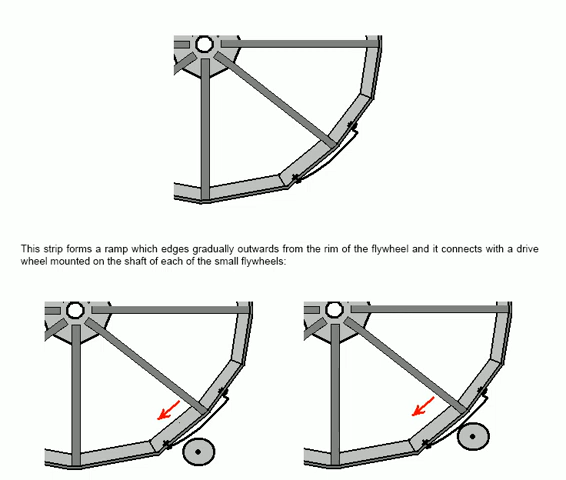 This strip forms a ramp which edges gradually outwards from the rim of the flywheel and it connects with a drive
wheel mounted on the shaft of each of the small flywheels: